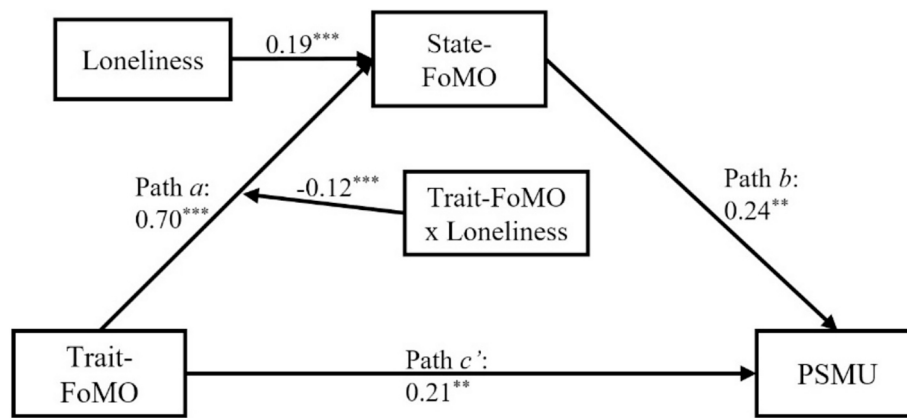 0.19***
Loneliness
State-
FoMO
Path a:
0.70***
-0.12***
Trait-FoMO
x Loneliness
Path b:
0.24**
Trait-
FoMO
Path c’:
0.21**
PSMU